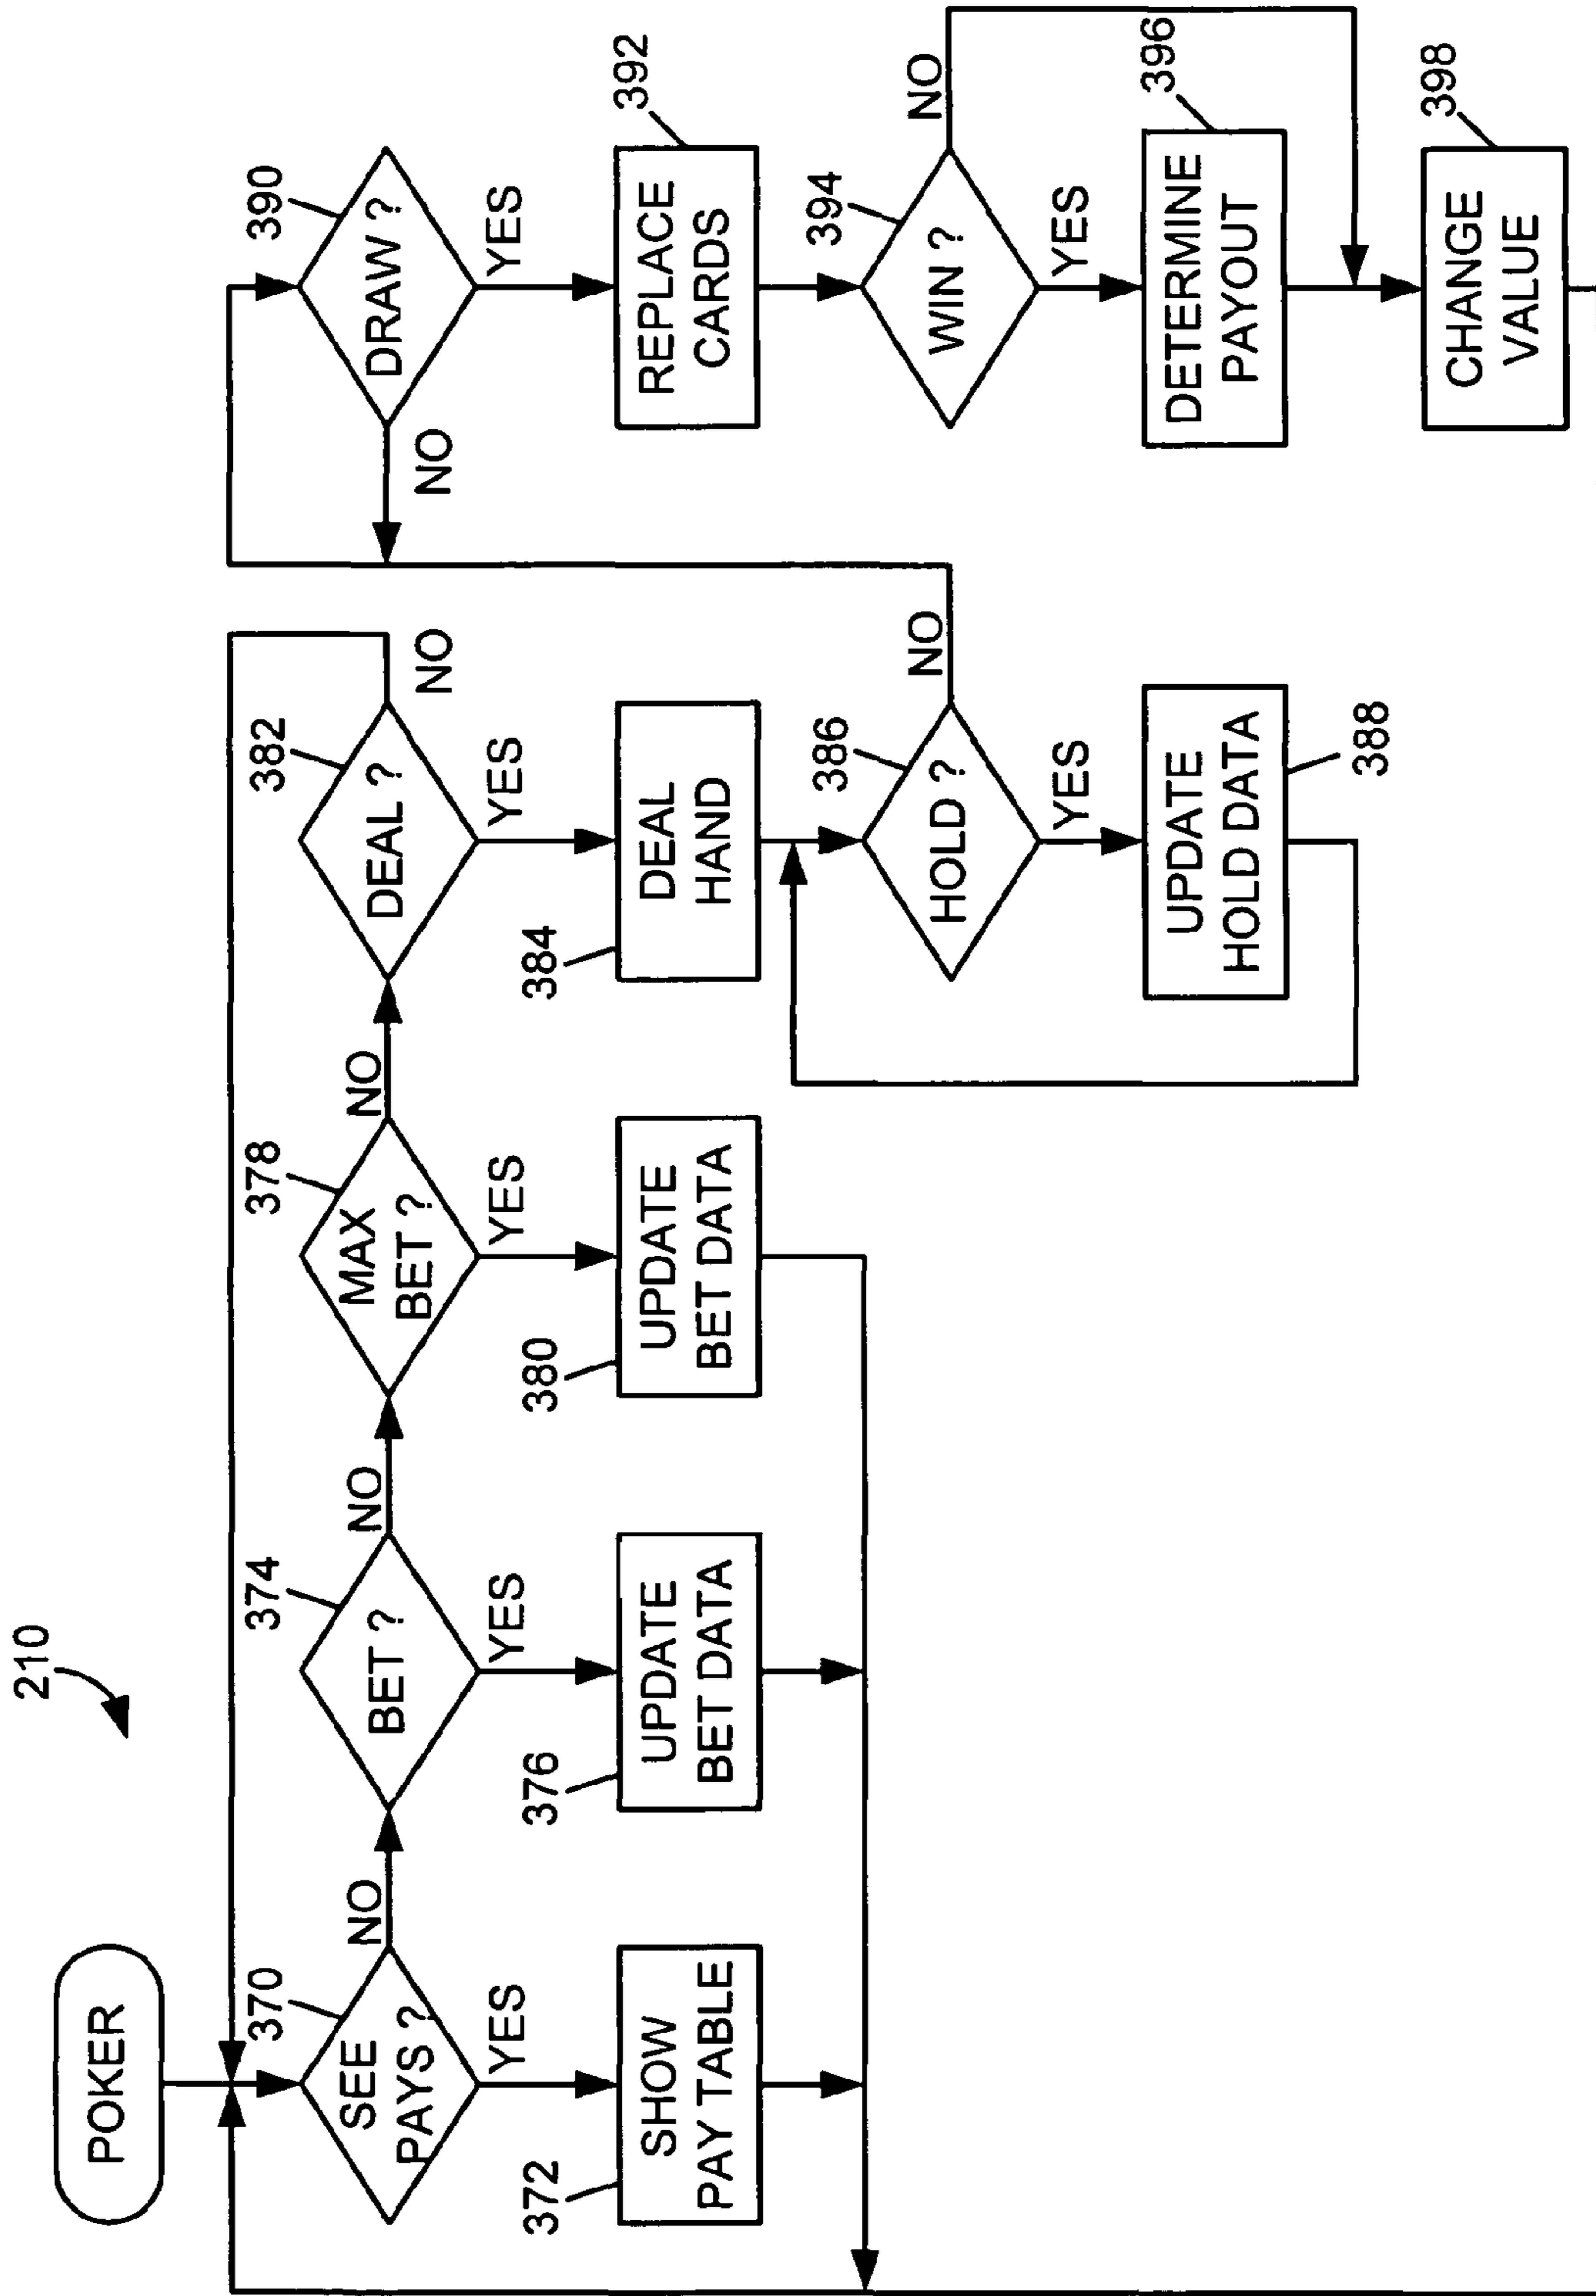 210
POKER
370
SEE
PAYS ?
NO
YES
372
SHOW
PAY TABLE
374
BET ?
NO
YES
376
UPDATE
BET DATA
378
MAX
BET ?
NO
YES
380
UPDATE
BET DATA
382
DEAL ?
NO
YES
384
DEAL
HAND
386
HOLD ?
NO
YES
UPDATE
HOLD DATA
388
390
DRAW ?
NO
YES
392
REPLACE
CARDS
394
WIN ?
NO
YES
396
DETERMINE
PAYOUT
398
CHANGE
VALUE